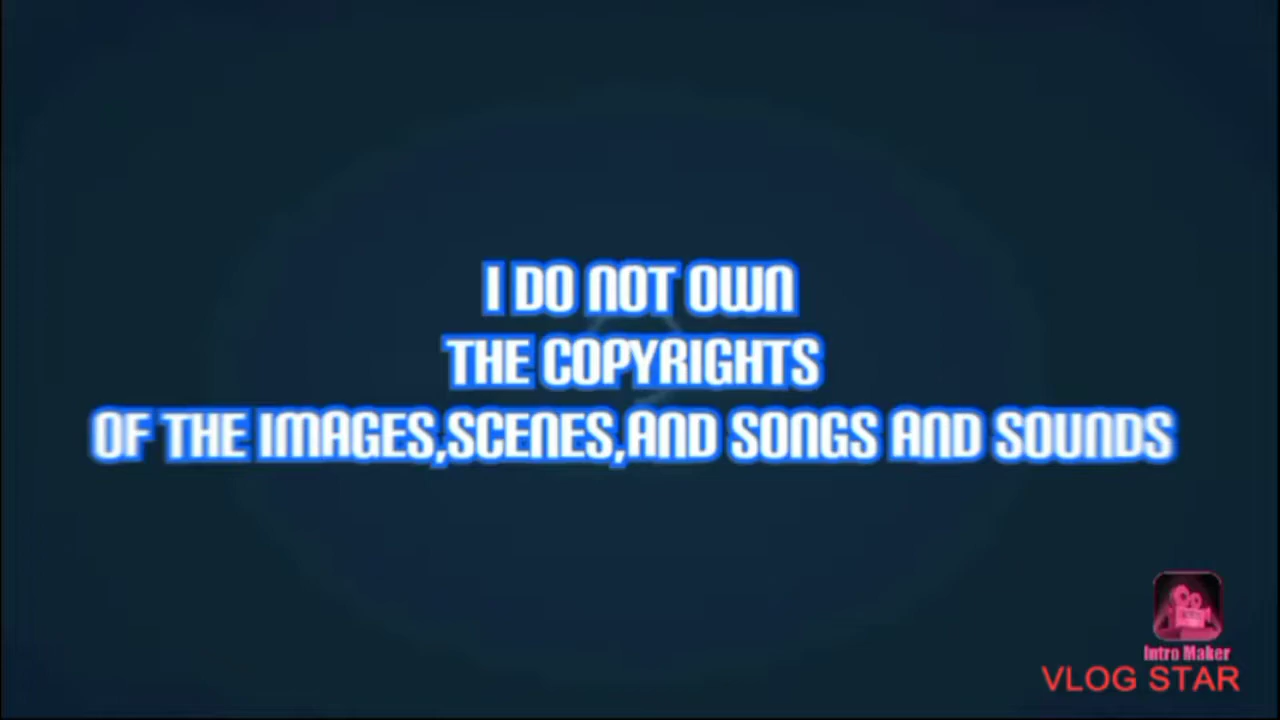 I DO NOT OWN
THE COPYRIGHTS
OF THE IMAGES,SCENES,AND SONGS AND SOUNDS
Intro Maker
VLOG STAR